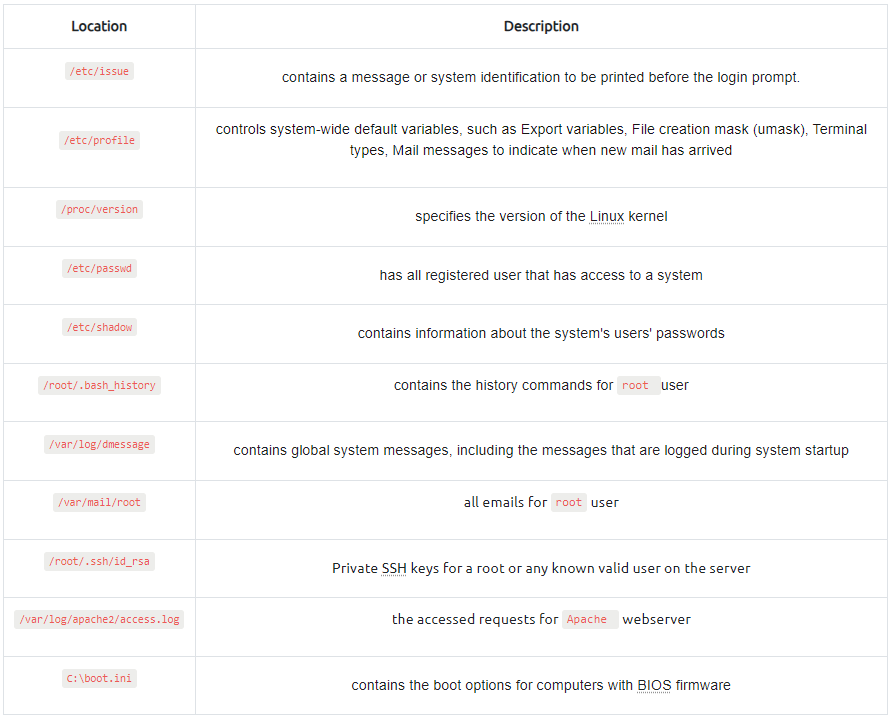 Location Description
/etc/issue contains a message or system identification to be printed before the login prompt.
controls system-wide default variables, such as Export variables, File creation mask (umask), Terminal
/etc/profile types, Mail messages to indicate when new mail has arrived
/proc/version specifies the version of the Linux kernel
/etc/passwd has all registered user that has access to a system
/etc/shadow contains information about the system's users' passwords
/root/.bash_history contains the history commands for root user
/var/log/dmessage contains global system messages, including the messages that are logged during system startup
/var/mail/root all emails for root user
/root/.ssh/id_rsa Private SSH keys for a root or any known valid user on the server
/var/log/apache2/access.log the accessed requests for Apache webserver
C:\boot.ini contains the boot options for computers with BIOS firmware